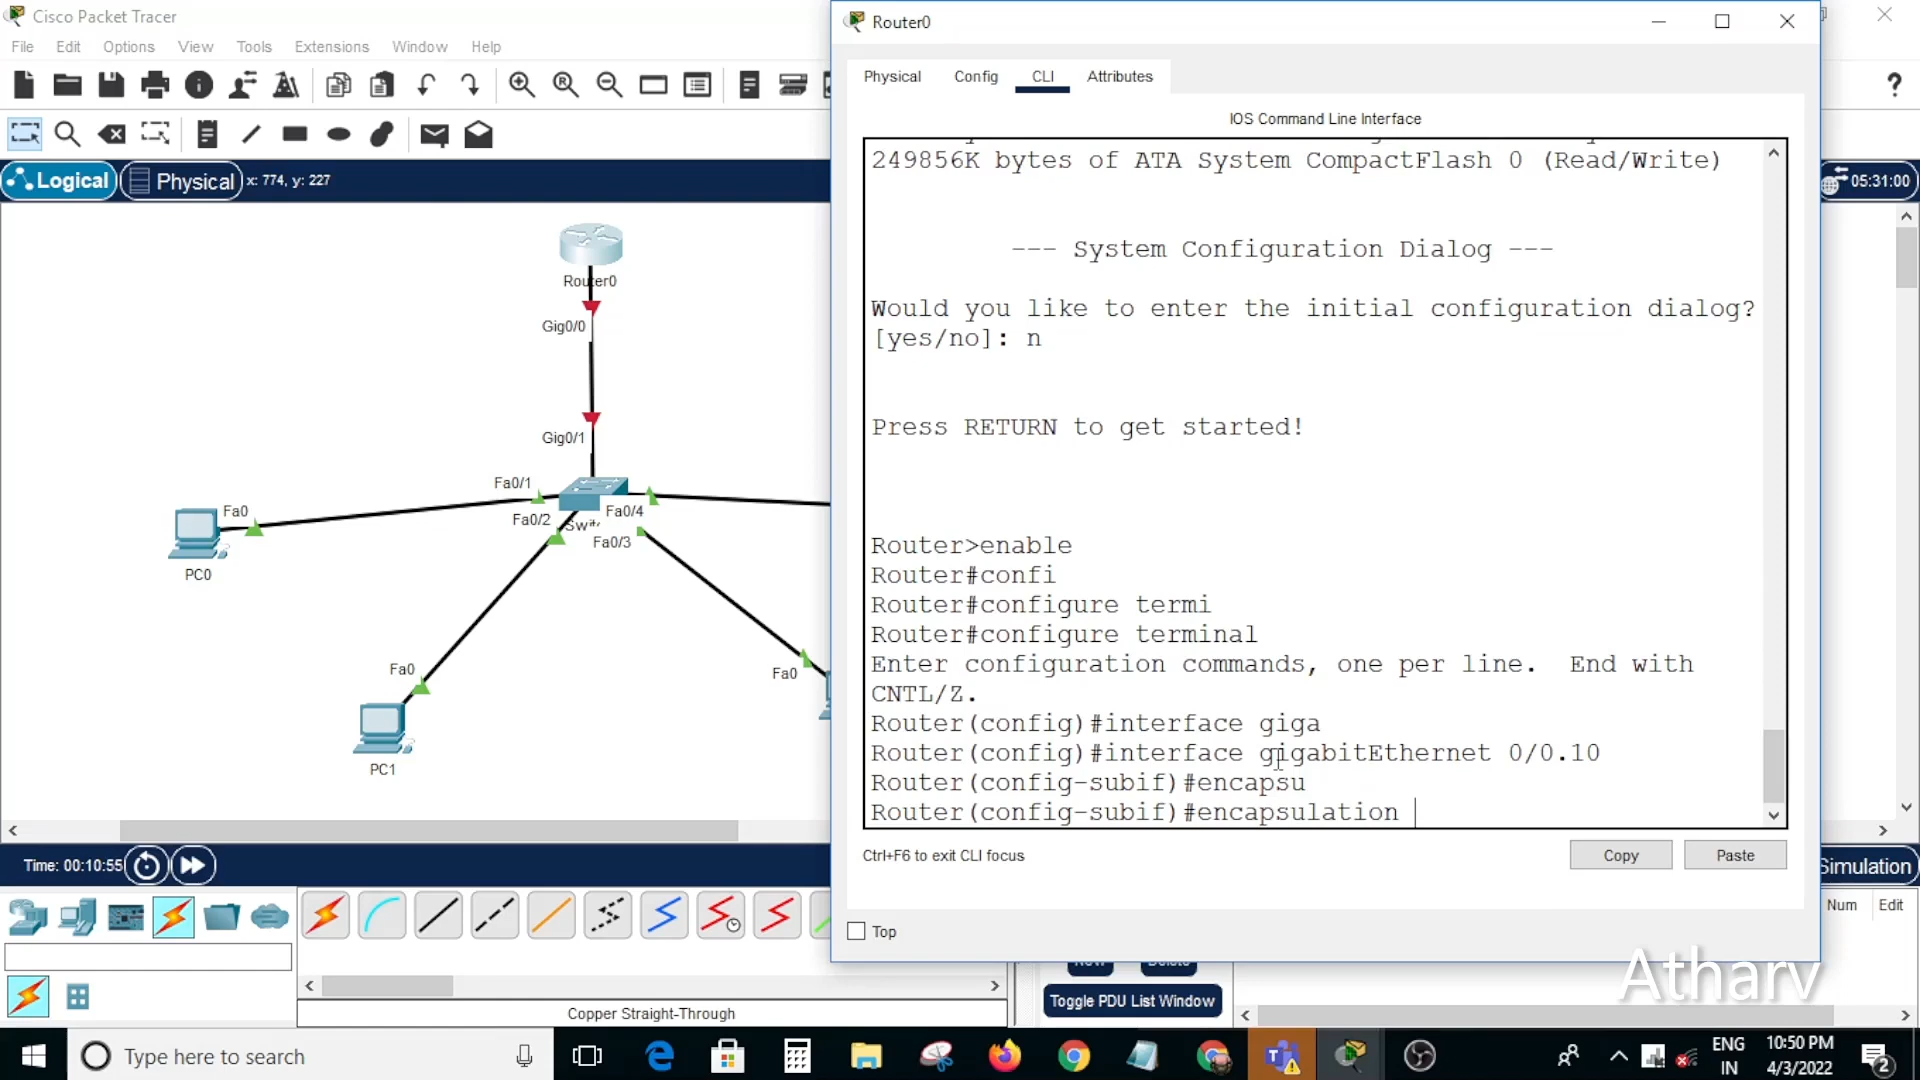 Cisco Packet Tracer
File Edit Options View Tools Extensions Window Help
Logical
Physical
x: 774, y: 227
Router0
Gig0/0
Gig0/1
Fa0/1
Fa0/4
Fa0/2
Fa0/3
Fa0
PC0
Fa0
Fa0
PC1
Time: 00:10:55
Copper Straight-Through
Router0
Physical Config CLI Attributes
IOS Command Line Interface
249856K bytes of ATA System CompactFlash 0 (Read/Write)
--- System Configuration Dialog ---
Would you like to enter the initial configuration dialog?
[yes/no]: n
Press RETURN to get started!
Router>enable
Router#confi
Router#configure termi
Router#configure terminal
Enter configuration commands, one per line. End with
CNTL/Z.
Router(config)#interface giga
Router(config)#interface gigabitEthernet 0/0.10
Router(config-subif)#encapsu
Router(config-subif)#encapsulation
Ctrl+F6 to exit CLI focus
Copy
Paste
Top
?
05:31:00
Simulation
Num Edit
Toggle PDU List Window
Atharv
Type here to search
ENG
IN
10:50 PM
4/3/2022
2